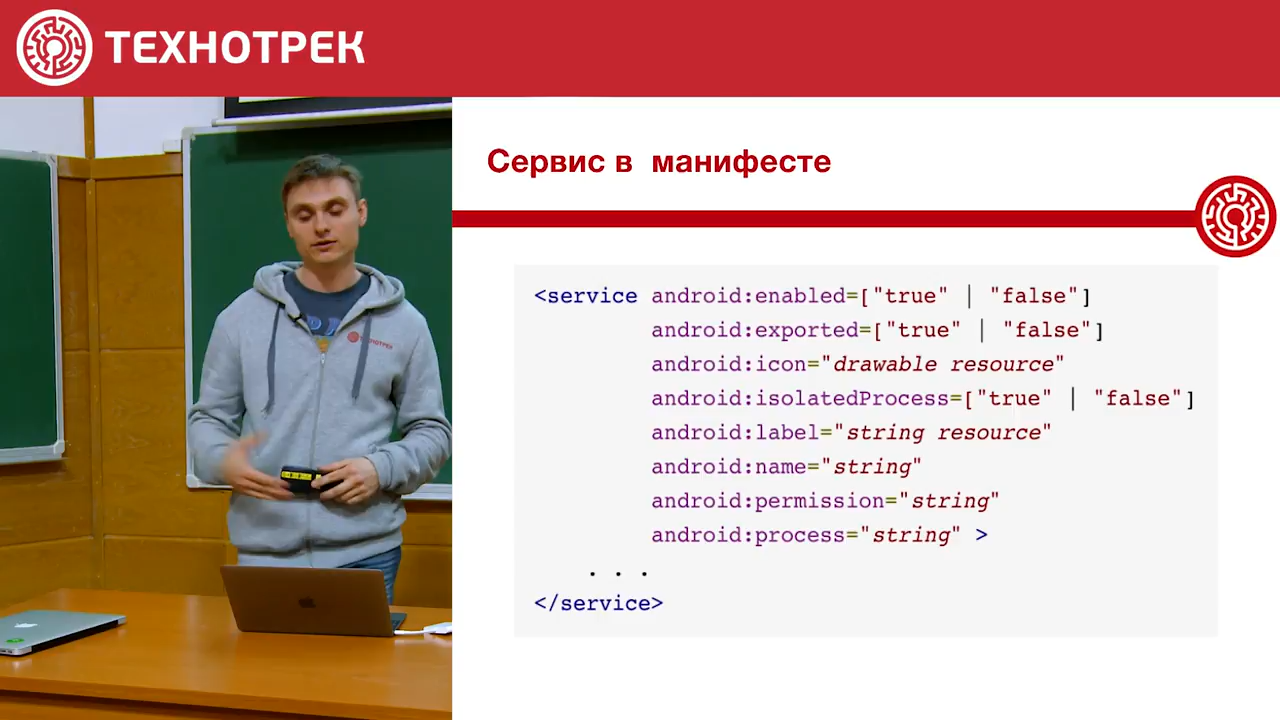 ТЕХНОТРЕК
Сервис в манифесте
<service android:enabled=["true" | "false"]
android:exported=["true" | "false"]
android:icon="drawable resource"
android:isolatedProcess=["true" | "false"]
android:label="string resource"
android:name="string"
android:permission="string"
android:process="string" >
. . .
</service>
ТЕХНОТРЕК